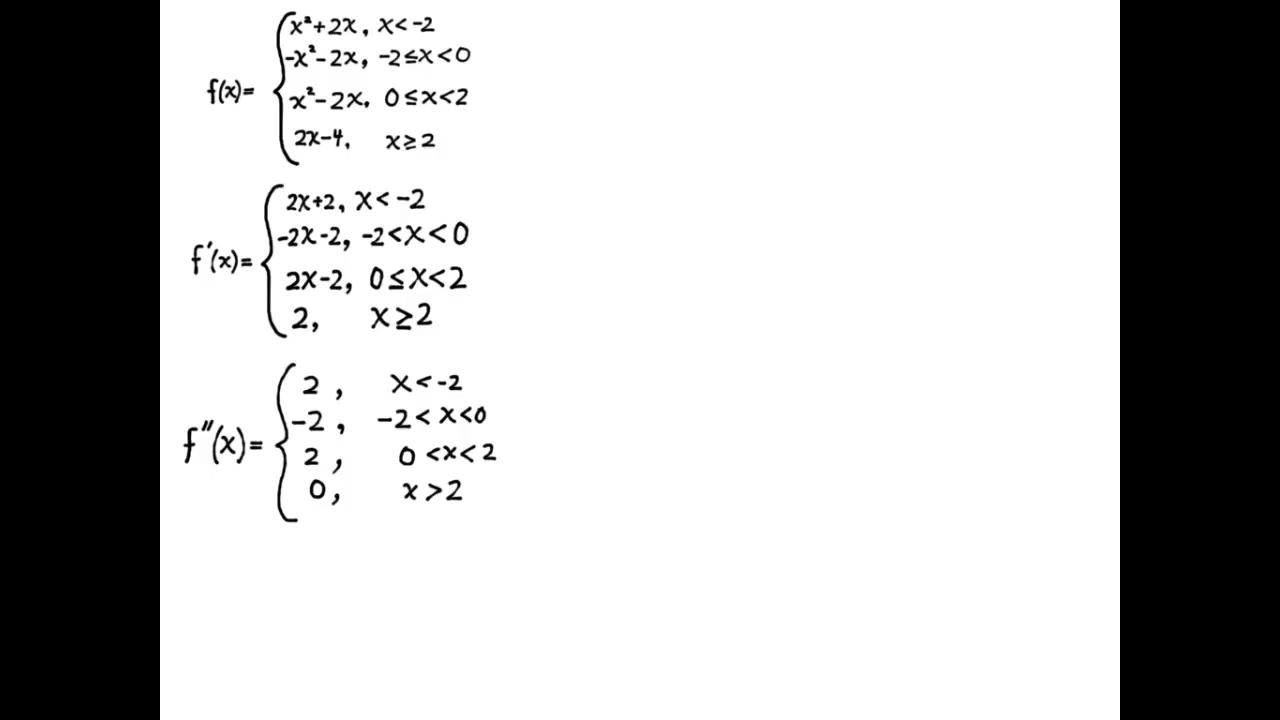 x²+2x, x<-2
-x²-2x, -2≤x<0
f(x)=
x²-2x, 0≤x<2
2x-4, x≥2
2x+2, x<-2
-2x-2, -2<x<0
f'(x)=
2x-2, 0≤x<2
2, x≥2
2, x<-2
-2, -2<x<0
f''(x)=
2, 0<x<2
0, x>2